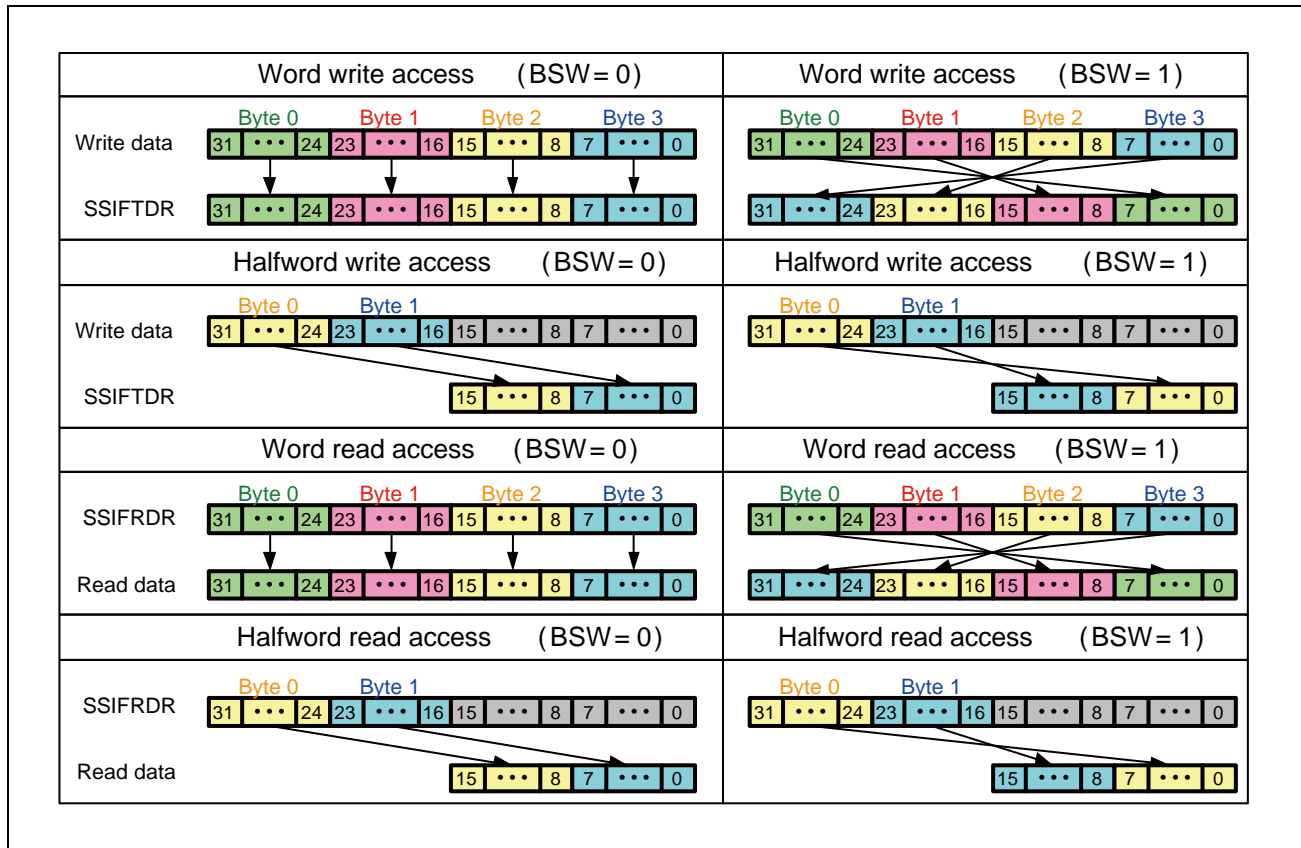 Word write access (BSW= 0) Word write access (BSW= 1)
Byte 0 Byte 1 Byte 2 Byte 3 Byte 0 Byte 1 Byte 2 Byte 3
Write data 31 ••• 24 23 ••• 16 15 ••• 8 7 ••• 0 31 ••• 24 23 ••• 16 15 ••• 8 7 ••• 0
SSIFTDR 31 ••• 24 23 ••• 16 15 ••• 8 7 ••• 0 31 ••• 24 23 ••• 16 15 ••• 8 7 ••• 0
Halfword write access (BSW= 0) Halfword write access (BSW= 1)
Byte 0 Byte 1 Byte 0 Byte 1
Write data 31 ••• 24 23 ••• 16 15 ••• 8 7 ••• 0 31 ••• 24 23 ••• 16 15 ••• 8 7 ••• 0
SSIFTDR 15 ••• 8 7 ••• 0 15 ••• 8 7 ••• 0
Word read access (BSW= 0) Word read access (BSW= 1)
Byte 0 Byte 1 Byte 2 Byte 3 Byte 0 Byte 1 Byte 2 Byte 3
SSIFRDR 31 ••• 24 23 ••• 16 15 ••• 8 7 ••• 0 31 ••• 24 23 ••• 16 15 ••• 8 7 ••• 0
Read data 31 ••• 24 23 ••• 16 15 ••• 8 7 ••• 0 31 ••• 24 23 ••• 16 15 ••• 8 7 ••• 0
Halfword read access (BSW= 0) Halfword read access (BSW= 1)
Byte 0 Byte 1 Byte 0 Byte 1
SSIFRDR 31 ••• 24 23 ••• 16 15 ••• 8 7 ••• 0 31 ••• 24 23 ••• 16 15 ••• 8 7 ••• 0
Read data 15 ••• 8 7 ••• 0 15 ••• 8 7 ••• 0